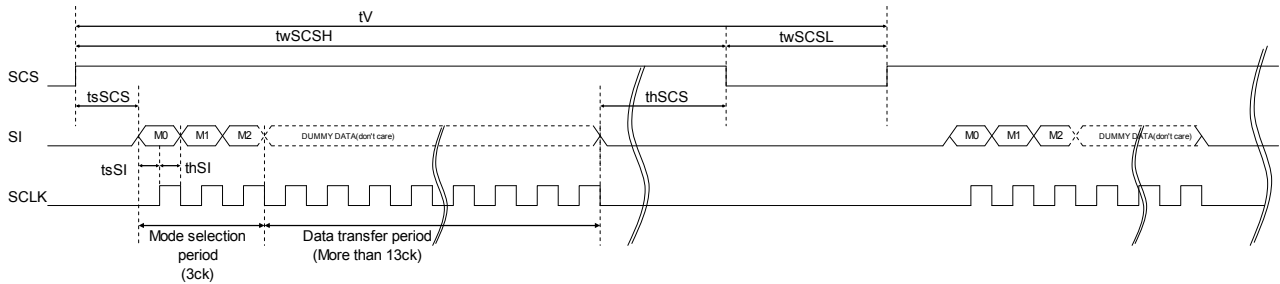 tV
twSCSH
twSCSL
SCS
tsSCS
thSCS
SI
M0
M1
M2
DUMMY DATA(don't care)
M0
M1
M2
DUMMY DATA(don't care)
tsSI
thSI
SCLK
Mode selection
period
(3ck)
Data transfer period
(More than 13ck)